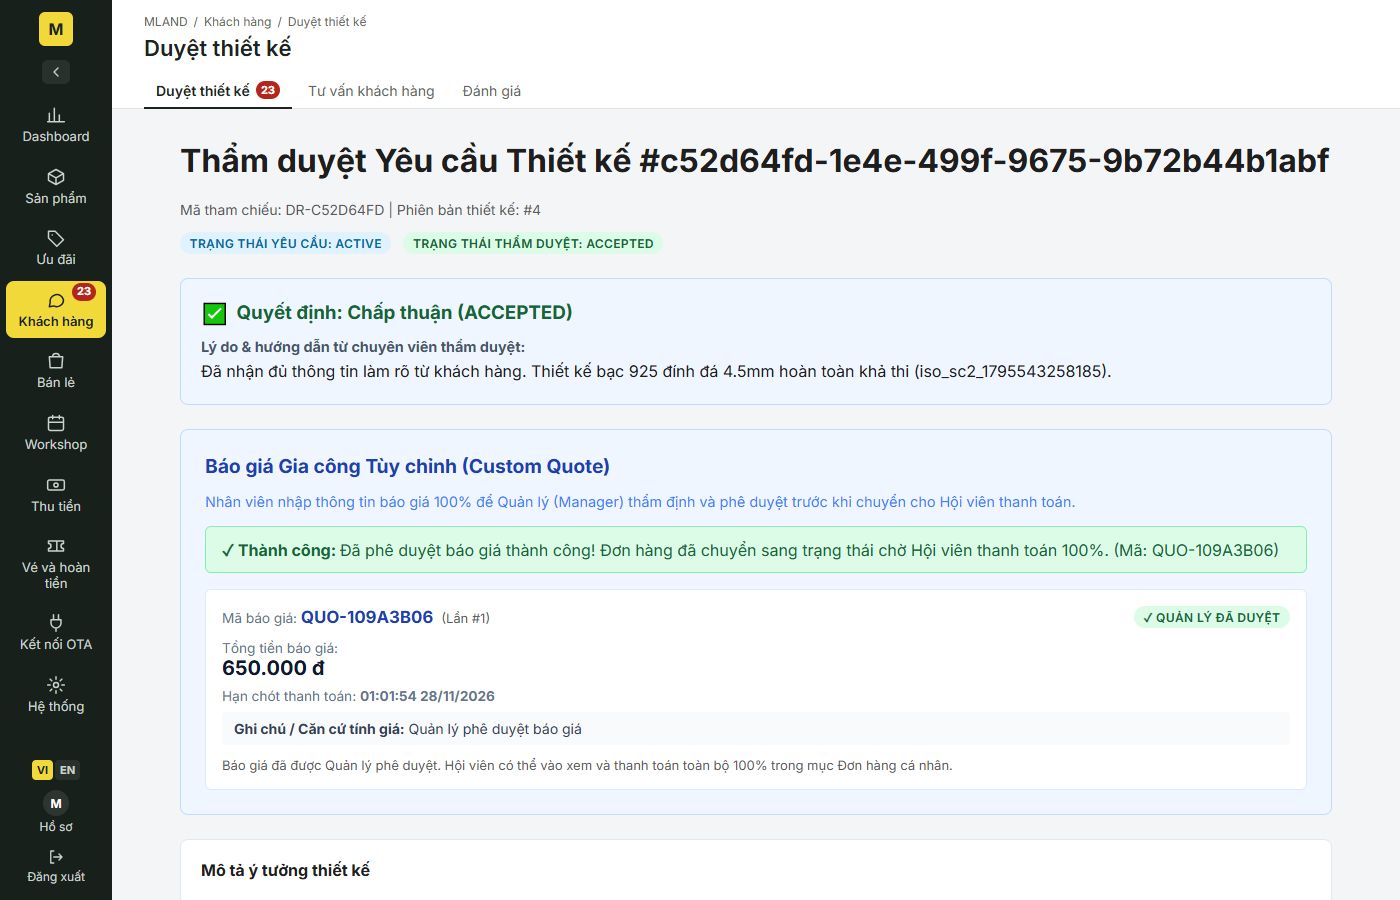 M
Dashboard
Sản phẩm
Ưu đãi
23
Khách hàng
Bán lẻ
Workshop
Thu tiền
Vé và hoàn
tiền
Kết nối OTA
Hệ thống
VI EN
M
Hồ sơ
Đăng xuất
MLAND / Khách hàng / Duyệt thiết kế
Duyệt thiết kế
Duyệt thiết kế 23 Tư vấn khách hàng Đánh giá
Thẩm duyệt Yêu cầu Thiết kế #c52d64fd-1e4e-499f-9675-9b72b44b1abf
Mã tham chiếu: DR-C52D64FD | Phiên bản thiết kế: #4
TRẠNG THÁI YÊU CẦU: ACTIVE TRẠNG THÁI THẨM DUYỆT: ACCEPTED
✅ Quyết định: Chấp thuận (ACCEPTED)
Lý do & hướng dẫn từ chuyên viên thẩm duyệt:
Đã nhận đủ thông tin làm rõ từ khách hàng. Thiết kế bạc 925 đính đá 4.5mm hoàn toàn khả thi (iso_sc2_1795543258185).
Báo giá Gia công Tùy chỉnh (Custom Quote)
Nhân viên nhập thông tin báo giá 100% để Quản lý (Manager) thẩm định và phê duyệt trước khi chuyển cho Hội viên thanh toán.
✓ Thành công: Đã phê duyệt báo giá thành công! Đơn hàng đã chuyển sang trạng thái chờ Hội viên thanh toán 100%. (Mã: QUO-109A3B06)
Mã báo giá: QUO-109A3B06 (Lần #1)
✓ QUẢN LÝ ĐÃ DUYỆT
Tổng tiền báo giá:
650.000 đ
Hạn chót thanh toán: 01:01:54 28/11/2026
Ghi chú / Căn cứ tính giá: Quản lý phê duyệt báo giá
Báo giá đã được Quản lý phê duyệt. Hội viên có thể vào xem và thanh toán toàn bộ 100% trong mục Đơn hàng cá nhân.
Mô tả ý tưởng thiết kế